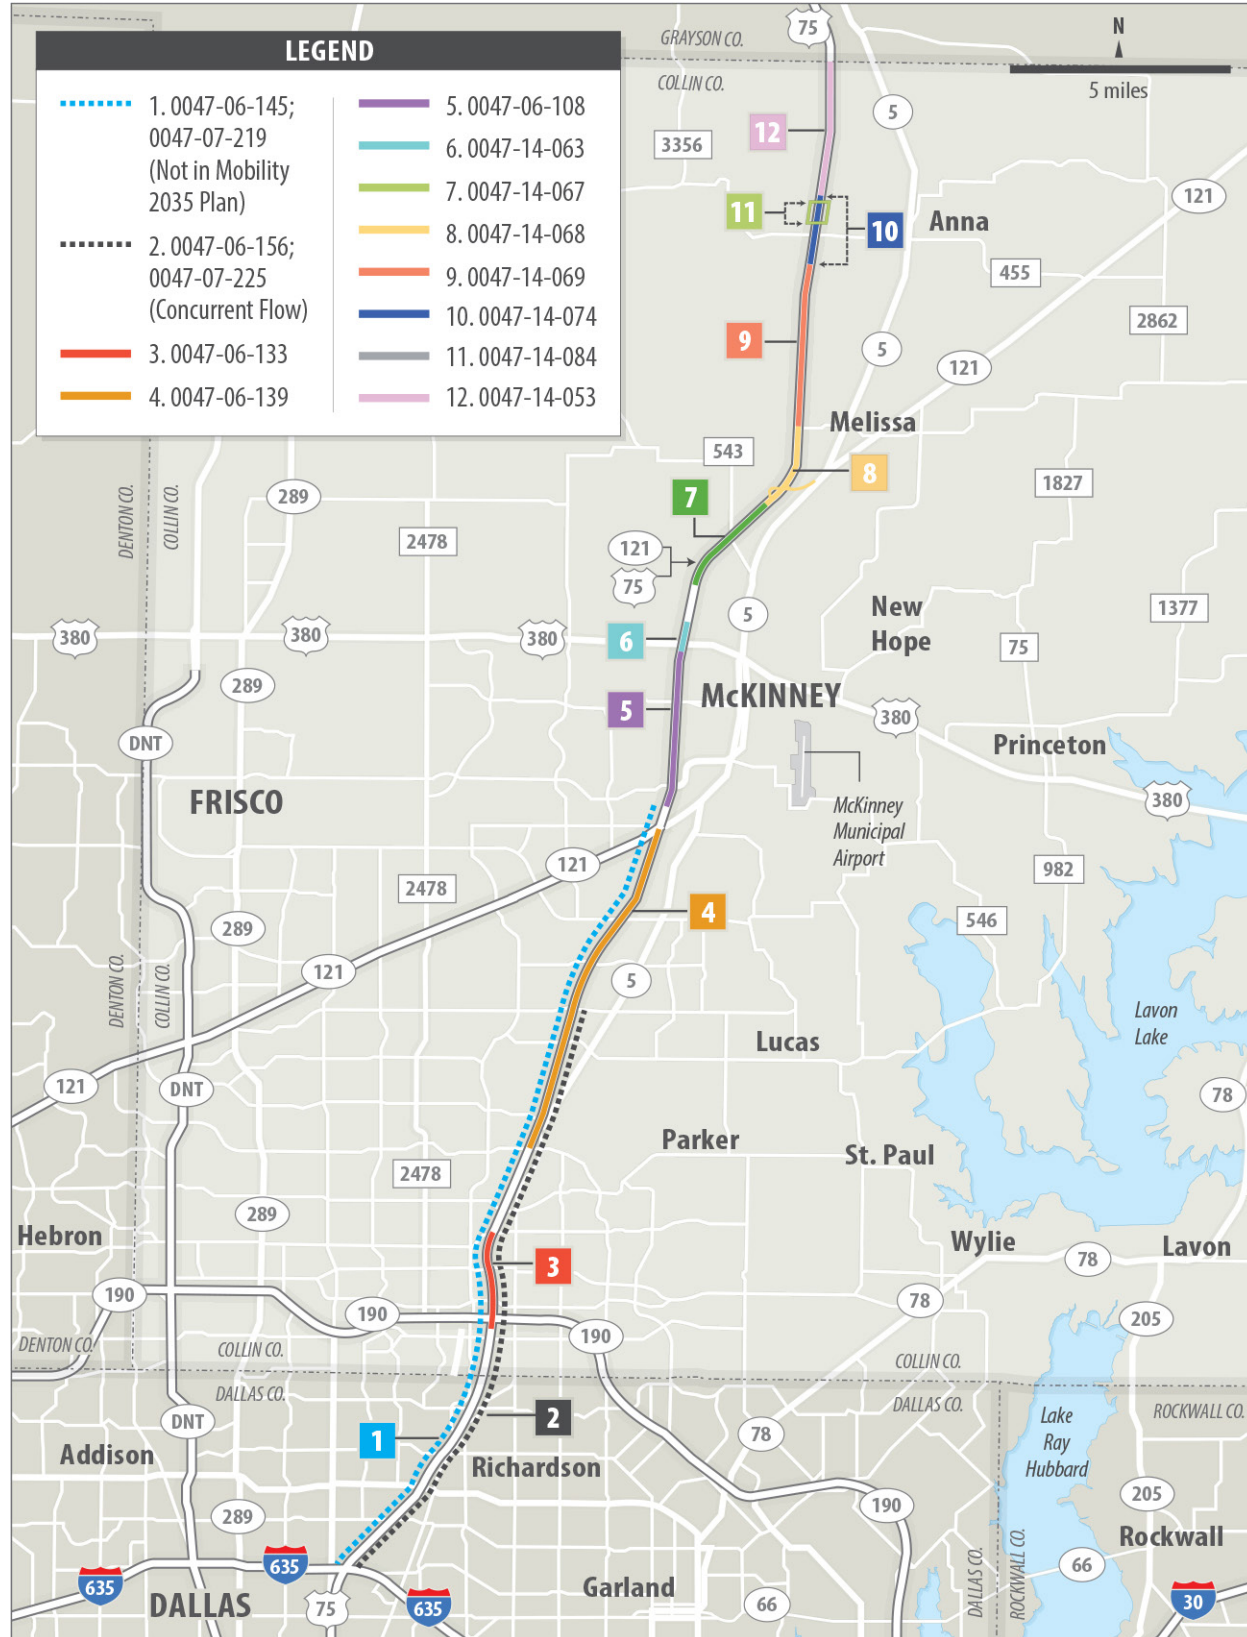 LEGEND
1. 0047-06-145;
0047-07-219
(Not in Mobility
2035 Plan)
2. 0047-06-156;
0047-07-225
(Concurrent Flow)
3. 0047-06-133
4. 0047-06-139
5. 0047-06-108
6. 0047-14-063
7. 0047-14-067
8. 0047-14-068
9. 0047-14-069
10. 0047-14-074
11. 0047-14-084
12. 0047-14-053
75
GRAYSON CO.
COLLIN CO.
N
5 miles
5
12
3356
121
11
10
Anna
455
2862
9
5
121
Melissa
543
8
1827
289
2478
7
DENTON CO.
COLLIN CO.
121
75
5
New
Hope
1377
380
380
380
6
75
289
5
McKINNEY
380
DNT
Princeton
380
FRISCO
McKinney
Municipal
Airport
121
982
2478
4
546
289
121
5
DENTON CO.
COLLIN CO.
Lavon
Lake
Lucas
121
DNT
78
Parker
St. Paul
2478
289
Hebron
Wylie
78
Lavon
3
190
190
190
78
205
DENTON CO.
COLLIN CO.
DALLAS CO.
COLLIN CO.
DALLAS CO.
ROCKWALL CO.
DNT
2
1
78
Lake
Ray
Hubbard
Addison
Richardson
190
205
289
Rockwall
DALLAS CO.
ROCKWALL CO.
66
635
635
Garland
DALLAS
75
635
66
30